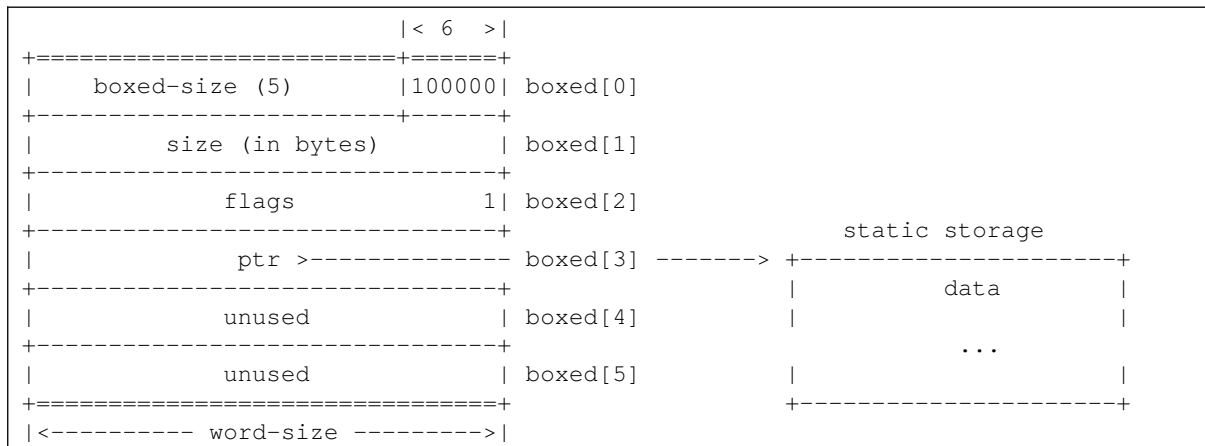 |< 6  >|
+=========================+======+
|    boxed-size (5)       |100000| boxed[0]
+-------------------------+------+
|         size (in bytes)        | boxed[1]
+--------------------------------+
|             flags             1| boxed[2]
+--------------------------------+                       static storage
|              ptr >-------------- boxed[3] -------> +----------------------+
+--------------------------------+                   |          data        |
|             unused             | boxed[4]          |                      |
+--------------------------------+                              ...
|             unused             | boxed[5]          |                      |
+================================+                   +----------------------+
|<---------- word-size --------->|